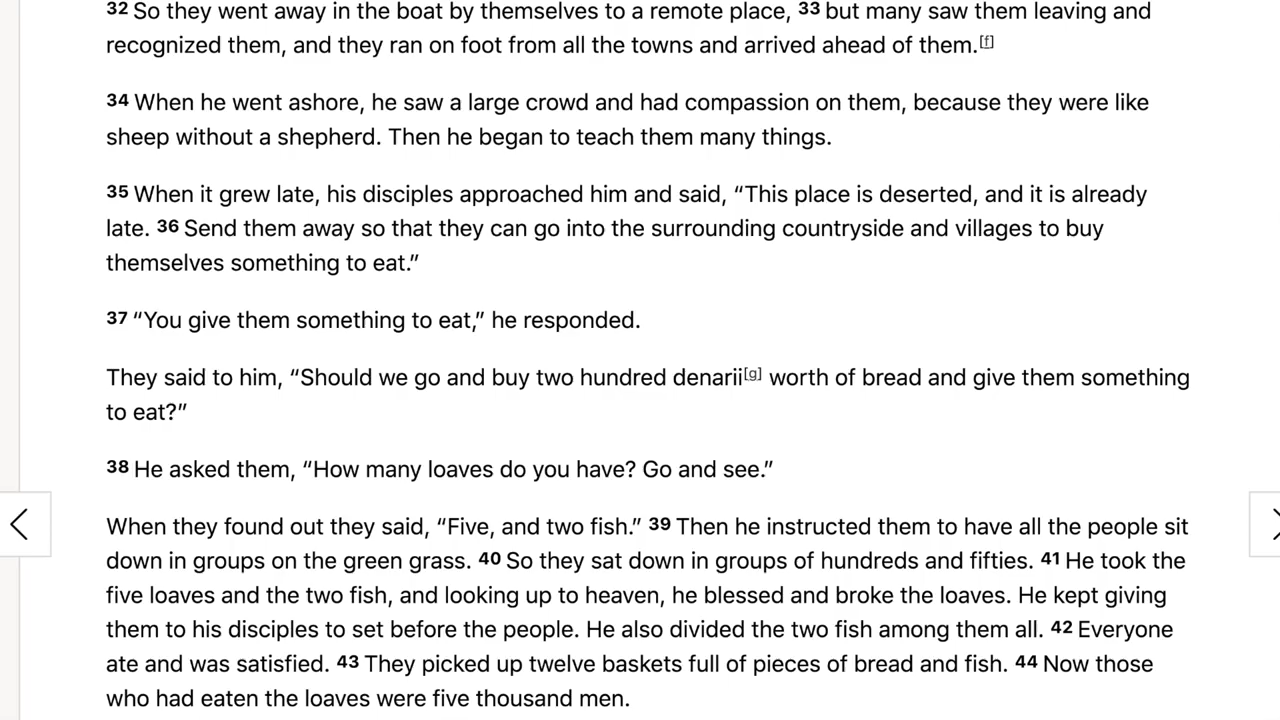 32 So they went away in the boat by themselves to a remote place, 33 but many saw them leaving and
recognized them, and they ran on foot from all the towns and arrived ahead of them.[f]
34 When he went ashore, he saw a large crowd and had compassion on them, because they were like
sheep without a shepherd. Then he began to teach them many things.
35 When it grew late, his disciples approached him and said, “This place is deserted, and it is already
late. 36 Send them away so that they can go into the surrounding countryside and villages to buy
themselves something to eat.”
37 “You give them something to eat,” he responded.
They said to him, “Should we go and buy two hundred denarii[g] worth of bread and give them something
to eat?”
38 He asked them, “How many loaves do you have? Go and see.”
When they found out they said, “Five, and two fish.” 39 Then he instructed them to have all the people sit
down in groups on the green grass. 40 So they sat down in groups of hundreds and fifties. 41 He took the
five loaves and the two fish, and looking up to heaven, he blessed and broke the loaves. He kept giving
them to his disciples to set before the people. He also divided the two fish among them all. 42 Everyone
ate and was satisfied. 43 They picked up twelve baskets full of pieces of bread and fish. 44 Now those
who had eaten the loaves were five thousand men.